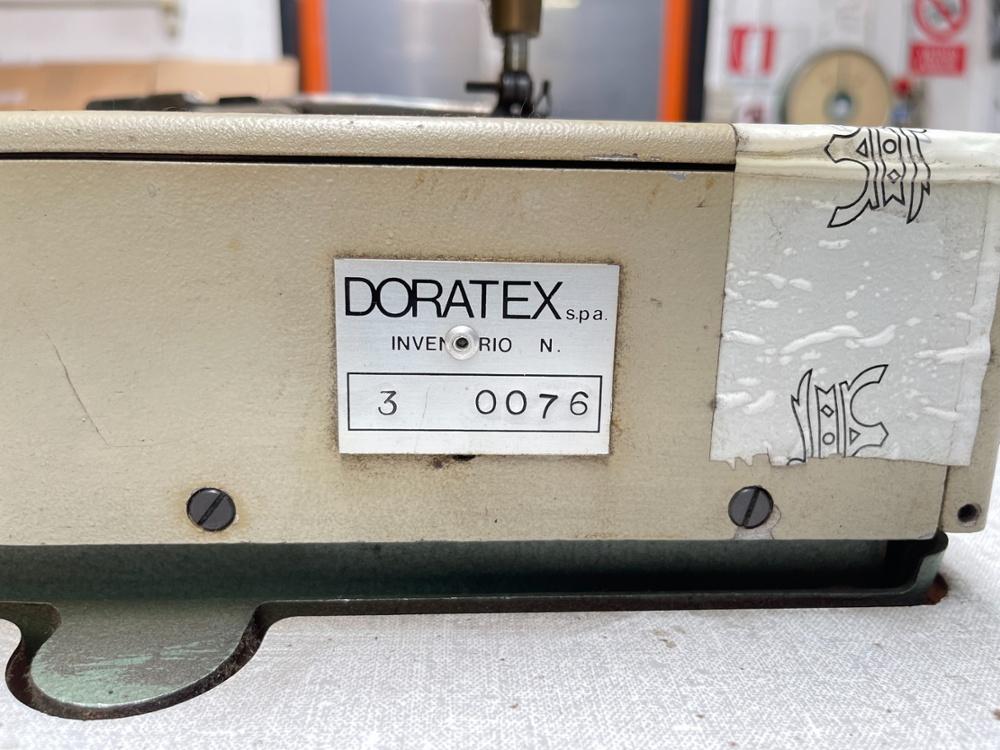 DORATEX s.p.a.
INVEN RIO N.
3 0076